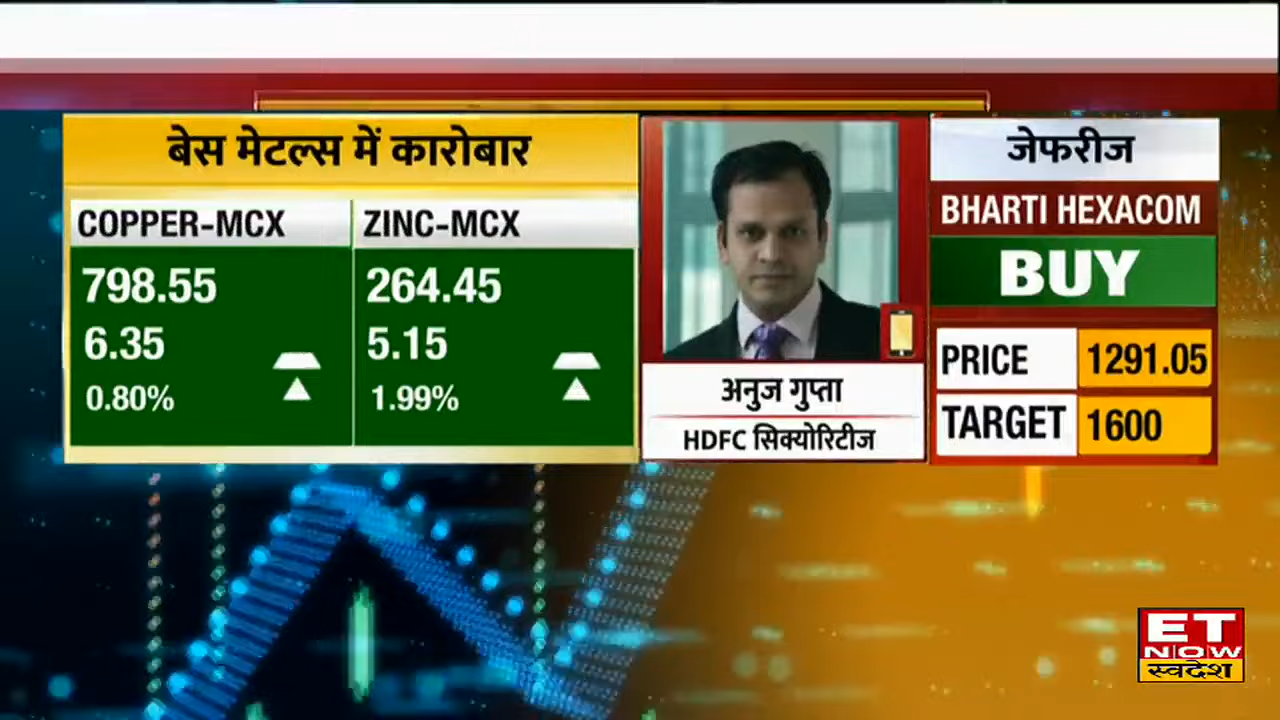 बेस मेटल्स में कारोबार
COPPER-MCX
798.55
6.35
0.80%
ZINC-MCX
264.45
5.15
1.99%
अनुज गुप्ता
HDFC सिक्योरिटीज
जेफरीज
BHARTI HEXACOM
BUY
PRICE 1291.05
TARGET 1600
ET
NOW
स्वदेश